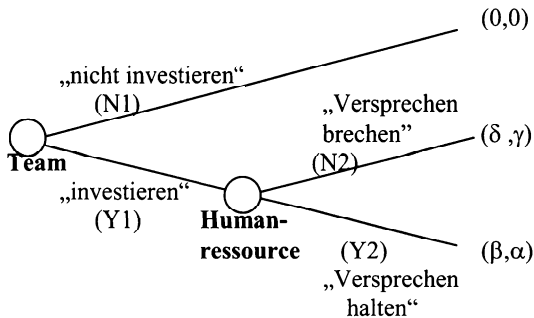 (0,0)
„nicht investieren“
(N1)
„Versprechen
brechen”
(N2)
(δ ,γ)
Team
„investieren“
(Y1)
Human-
ressource
(Y2)
(β,α)
„Versprechen
halten“